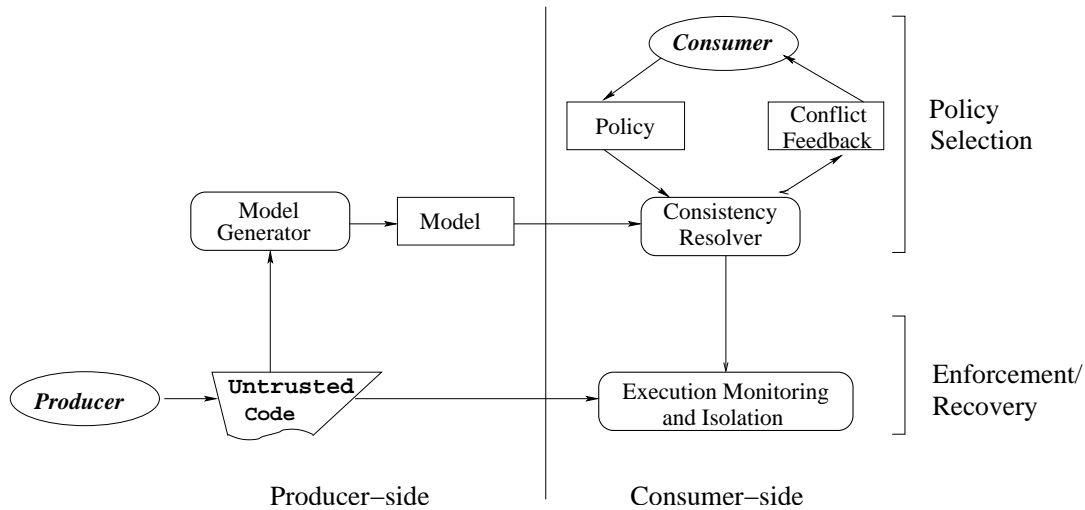 Consumer
Policy
Conflict
Feedback
Policy
Selection
Model
Generator
Model
Consistency
Resolver
Producer
Untrusted
Code
Execution Monitoring
and Isolation
Enforcement/
Recovery
Producer−side
Consumer−side